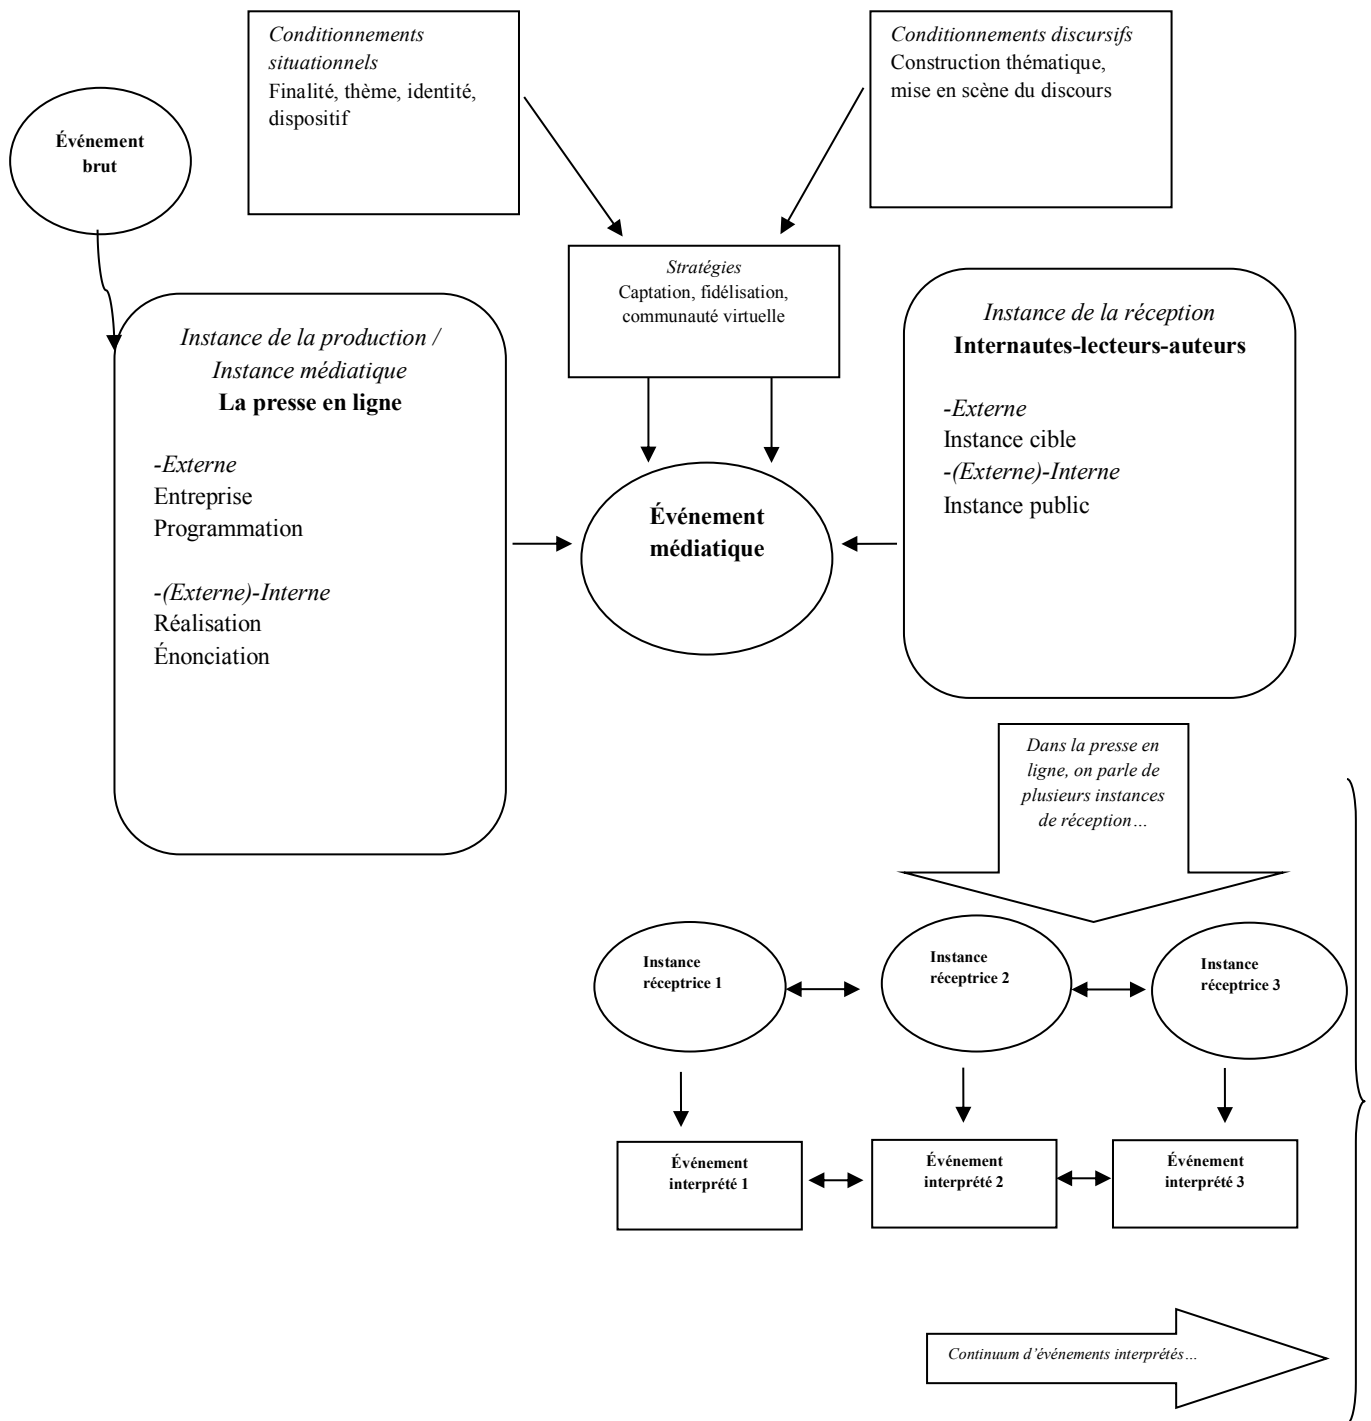 Conditionnements
situationnels
Finalité, thème, identité,
dispositif
Conditionnements discursifs
Construction thématique,
mise en scène du discours
Événement
brut
Stratégies
Captation, fidélisation,
communauté virtuelle
Instance de la production /
Instance médiatique
La presse en ligne
-Externe
Entreprise
Programmation
-(Externe)-Interne
Réalisation
Énonciation
Événement
médiatique
Instance de la réception
Internautes-lecteurs-auteurs
-Externe
Instance cible
-(Externe)-Interne
Instance public
Dans la presse en
ligne, on parle de
plusieurs instances
de réception…
Instance
réceptrice 1
Instance
réceptrice 2
Instance
réceptrice 3
Événement
interprété 1
Événement
interprété 2
Événement
interprété 3
Continuum d’événements interprétés…